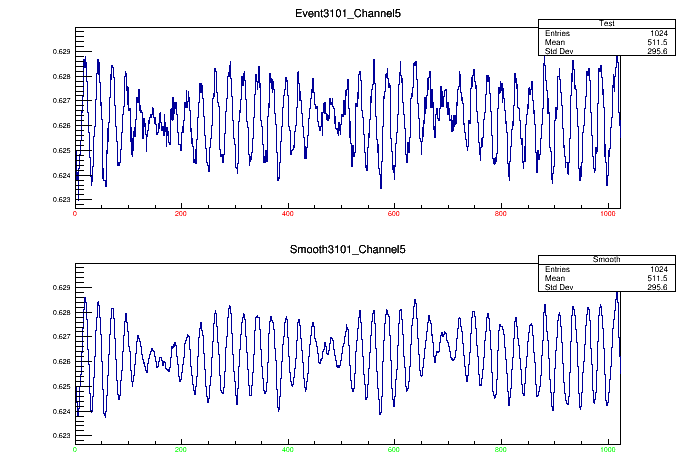 Event3101_Channel5
Test
Entries 1024
Mean 511.5
Std Dev 295.6
0.629
0.628
0.627
0.626
0.625
0.624
0.623
0 200 400 600 800 1000
Smooth3101_Channel5
Smooth
Entries 1024
Mean 511.5
Std Dev 295.6
0.629
0.628
0.627
0.626
0.625
0.624
0.623
0 200 400 600 800 1000